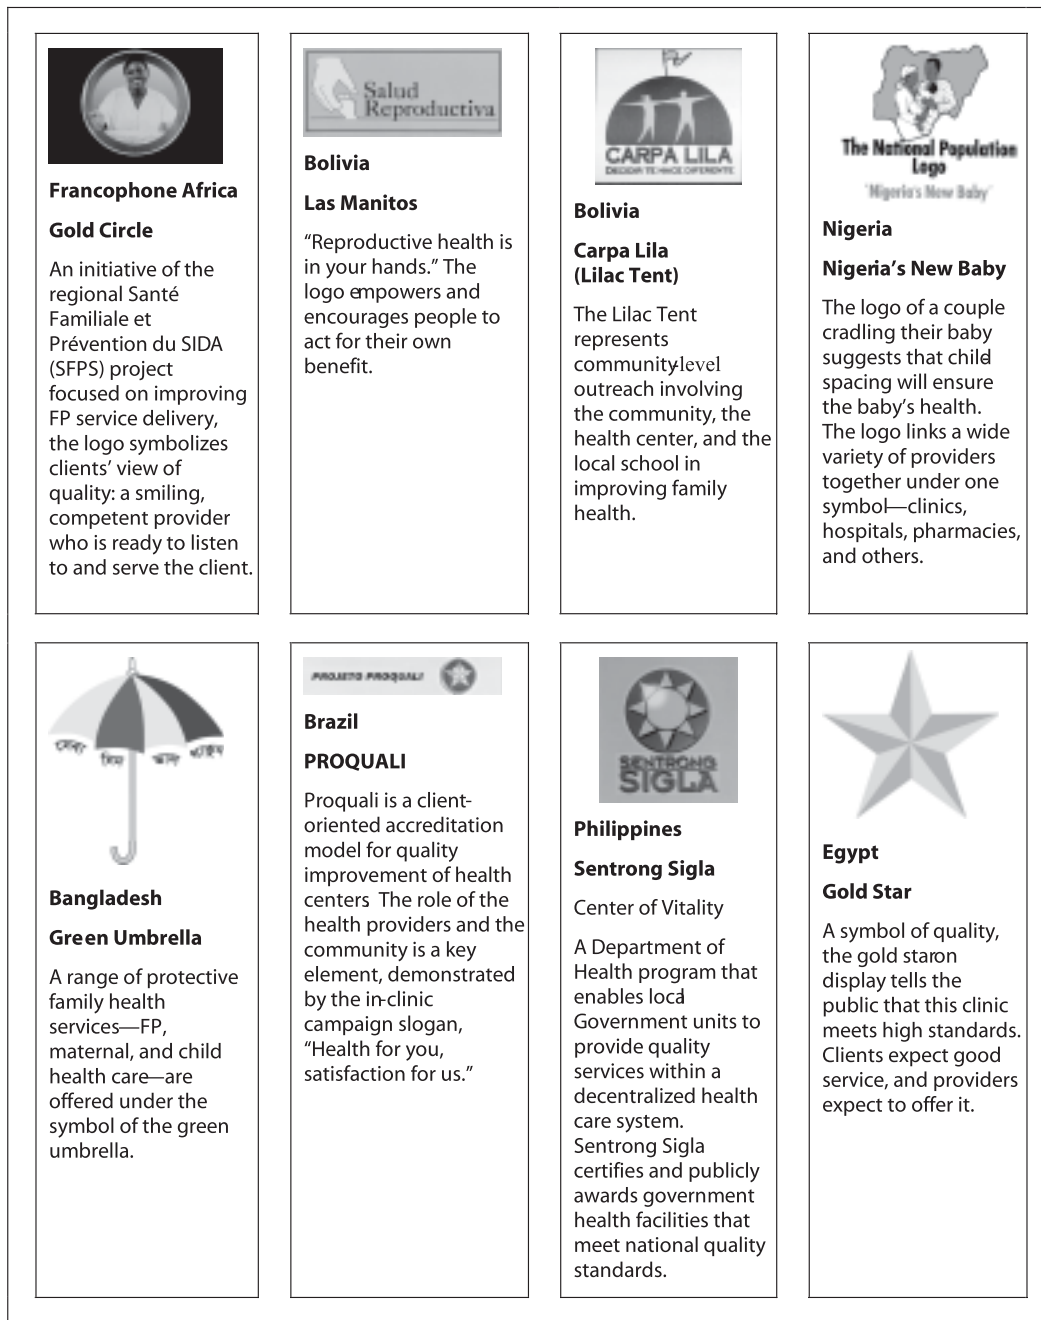 Francophone Africa
Gold Circle
An initiative of the
regional Santé
Familiale et
Prévention du SIDA
(SFPS) project
focused on improving
FP service delivery,
the logo symbolizes
clients’ view of
quality: a smiling,
competent provider
who is ready to listen
to and serve the client.
Salud
Reproductiva
Bolivia
Las Manitos
“Reproductive health is
in your hands.” The
logo empowers and
encourages people to
act for their own
benefit.
CARPA LILA
DECIDIR TE HACE DIFERENTE
Bolivia
Carpa Lila
(Lilac Tent)
The Lilac Tent
represents
community-level
outreach involving
the community, the
health center, and the
local school in
improving family
health.
The National Population
Logo
"Nigeria's New Baby"
Nigeria
Nigeria’s New Baby
The logo of a couple
cradling their baby
suggests that child
spacing will ensure
the baby’s health.
The logo links a wide
variety of providers
together under one
symbol—clinics,
hospitals, pharmacies,
and others.
Bangladesh
Green Umbrella
A range of protective
family health
services—FP,
maternal, and child
health care—are
offered under the
symbol of the green
umbrella.
PROJETO PROQUALI
Brazil
PROQUALI
Proquali is a client-
oriented accreditation
model for quality
improvement of health
centers The role of the
health providers and the
community is a key
element, demonstrated
by the in-clinic
campaign slogan,
“Health for you,
satisfaction for us.”
SENTRONG
SIGLA
Philippines
Sentrong Sigla
Center of Vitality
A Department of
Health program that
enables local
Government units to
provide quality
services within a
decentralized health
care system.
Sentrong Sigla
certifies and publicly
awards government
health facilities that
meet national quality
standards.
Egypt
Gold Star
A symbol of quality,
the gold star on
display tells the
public that this clinic
meets high standards.
Clients expect good
service, and providers
expect to offer it.